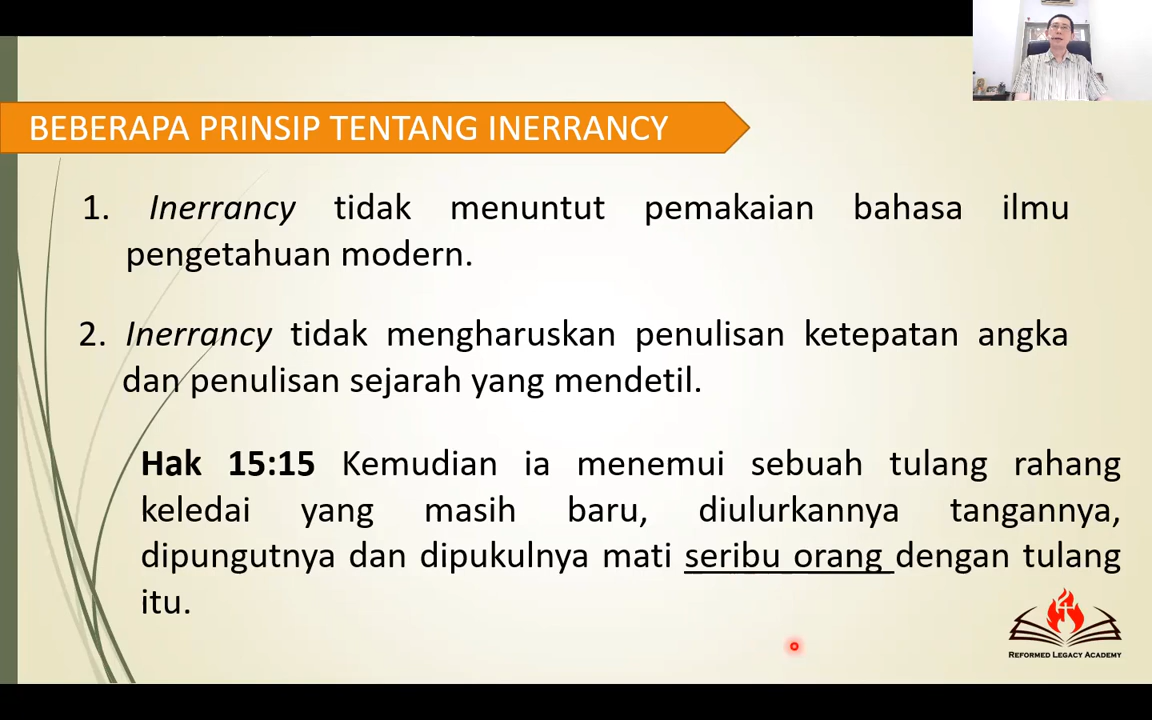 BEBERAPA PRINSIP TENTANG INERRANCY
1. Inerrancy tidak menuntut pemakaian bahasa ilmu
pengetahuan modern.
2. Inerrancy tidak mengharuskan penulisan ketepatan angka
dan penulisan sejarah yang mendetil.
Hak 15:15 Kemudian ia menemui sebuah tulang rahang
keledai yang masih baru, diulurkannya tangannya,
dipungutnya dan dipukulnya mati seribu orang dengan tulang
itu.
REFORMED LEGACY ACADEMY